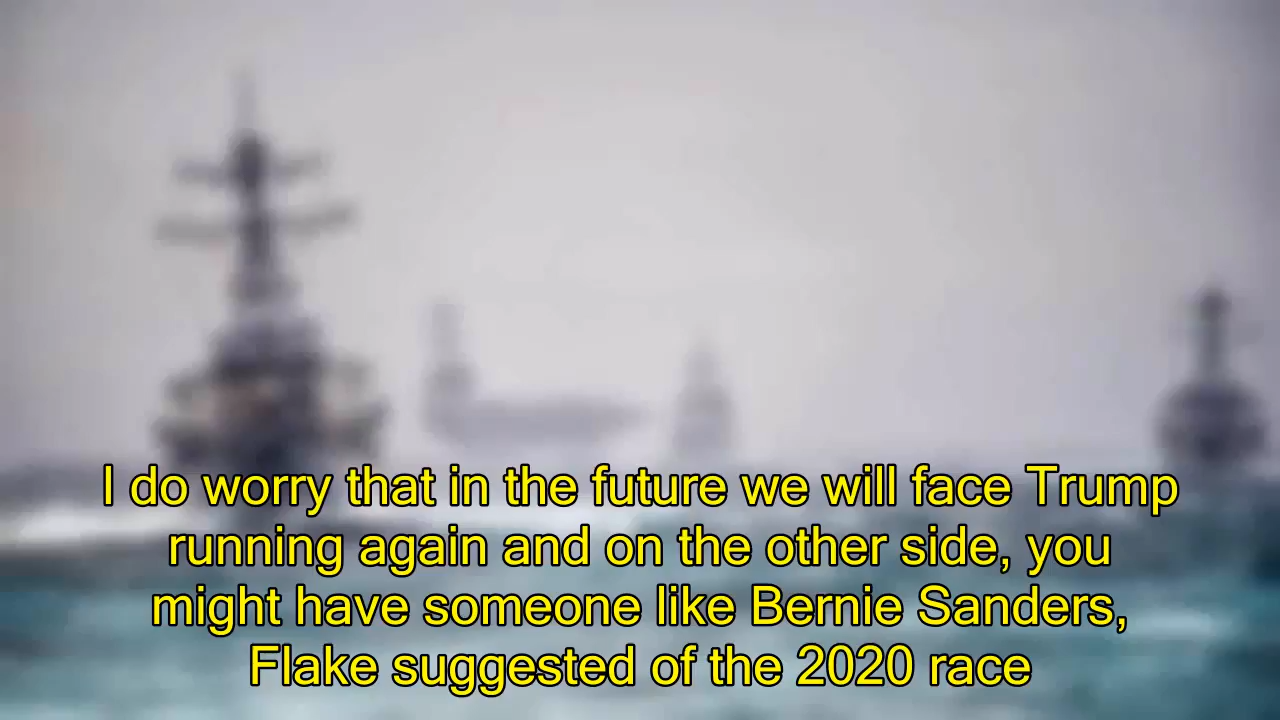 I do worry that in the future we will face Trump
running again and on the other side, you
might have someone like Bernie Sanders,
Flake suggested of the 2020 race